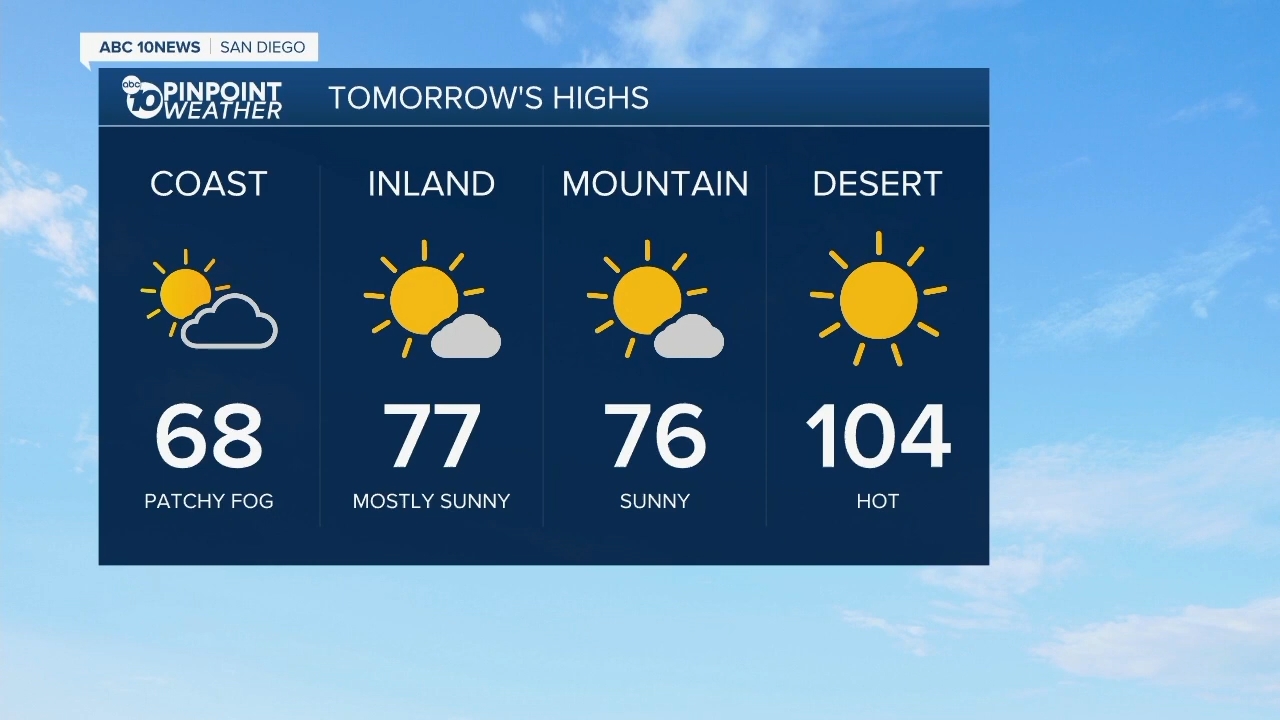 ABC 10NEWS | SAN DIEGO
abc 10 PINPOINT WEATHER
TOMORROW'S HIGHS
COAST
68
PATCHY FOG
INLAND
77
MOSTLY SUNNY
MOUNTAIN
76
SUNNY
DESERT
104
HOT